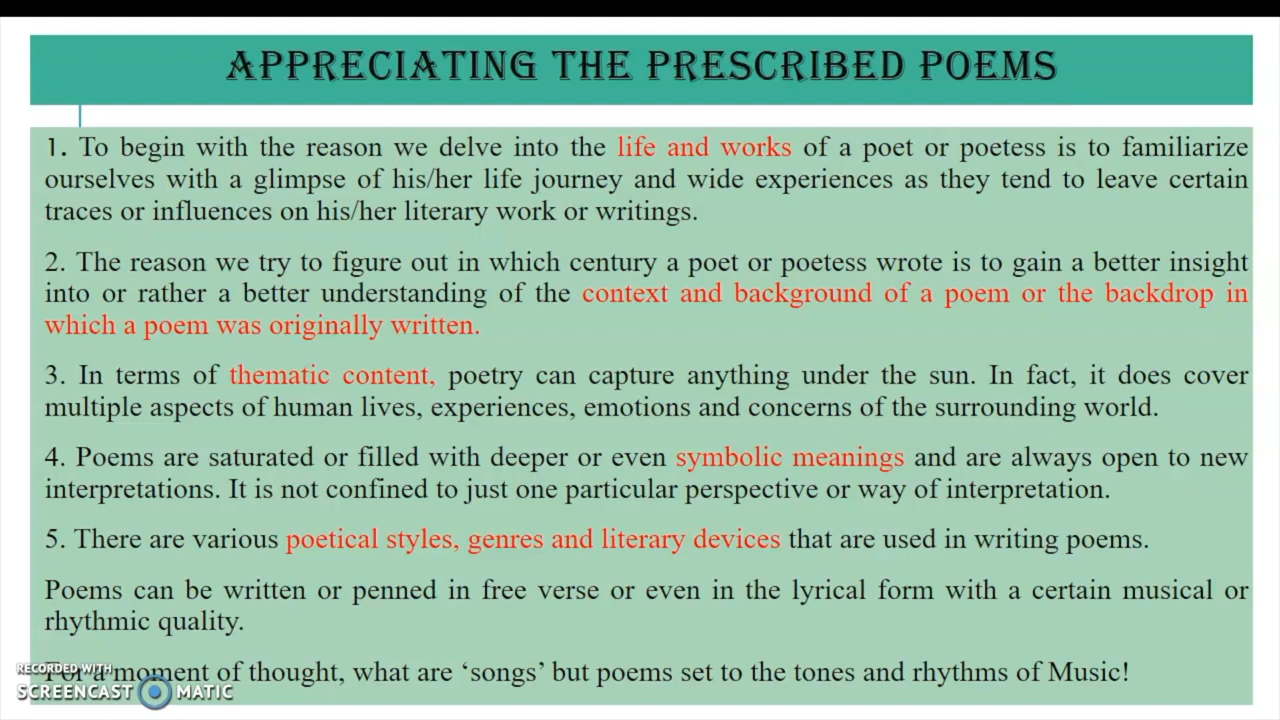 APPRECIATING THE PRESCRIBED POEMS
1. To begin with the reason we delve into the life and works of a poet or poetess is to familiarize
ourselves with a glimpse of his/her life journey and wide experiences as they tend to leave certain
traces or influences on his/her literary work or writings.
2. The reason we try to figure out in which century a poet or poetess wrote is to gain a better insight
into or rather a better understanding of the context and background of a poem or the backdrop in
which a poem was originally written.
3. In terms of thematic content, poetry can capture anything under the sun. In fact, it does cover
multiple aspects of human lives, experiences, emotions and concerns of the surrounding world.
4. Poems are saturated or filled with deeper or even symbolic meanings and are always open to new
interpretations. It is not confined to just one particular perspective or way of interpretation.
5. There are various poetical styles, genres and literary devices that are used in writing poems.
Poems can be written or penned in free verse or even in the lyrical form with a certain musical or
rhythmic quality.
For a moment of thought, what are ‘songs’ but poems set to the tones and rhythms of Music!
RECORDED WITH
SCREENCAST MATIC